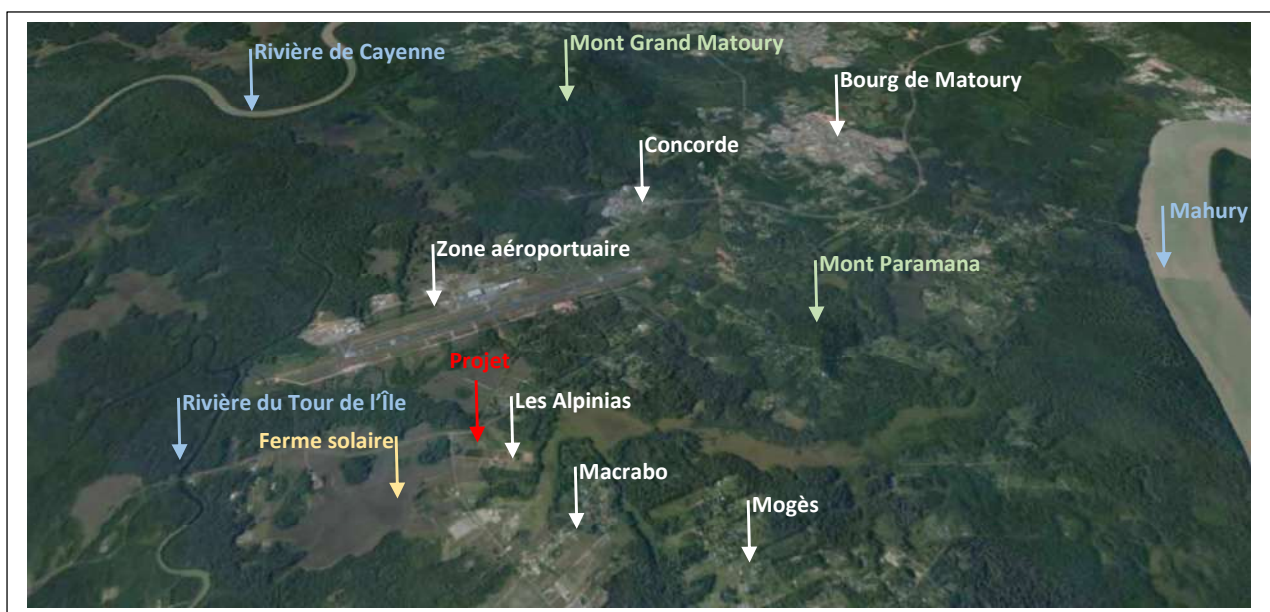 Rivière de Cayenne
Mont Grand Matoury
Bourg de Matoury
Concorde
Mahury
Zone aéroportuaire
Mont Paramana
Projet
Rivière du Tour de l'Île
Les Alpinias
Ferme solaire
Macrabo
Mogès